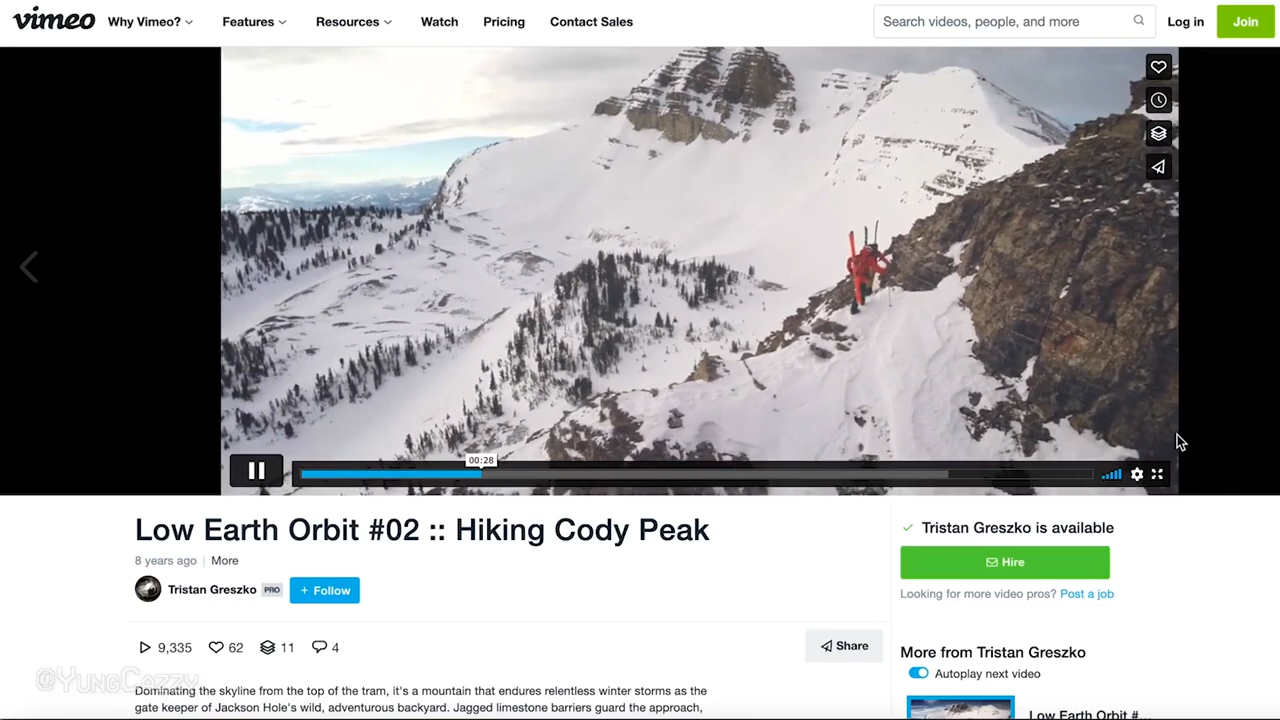 vimeo Why Vimeo? Features Resources Watch Pricing Contact Sales Search videos, people, and more Log in Join
00:28
Low Earth Orbit #02 :: Hiking Cody Peak
8 years ago More
Tristan Greszko PRO + Follow
9,335 62 11 4 Share
Dominating the skyline from the top of the tram, it's a mountain that endures relentless winter storms as the
gate keeper of Jackson Hole's wild, adventurous backyard. Jagged limestone barriers guard the approach,
@YungCazzy
Tristan Greszko is available
Hire
Looking for more video pros? Post a job
More from Tristan Greszko
Autoplay next video
Low Earth Orbit #...